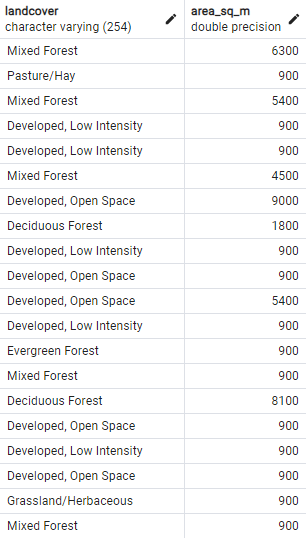 landcover area_sq_m
character varying (254) double precision
Mixed Forest 6300
Pasture/Hay 900
Mixed Forest 5400
Developed, Low Intensity 900
Developed, Low Intensity 900
Mixed Forest 4500
Developed, Open Space 9000
Deciduous Forest 1800
Developed, Low Intensity 900
Developed, Open Space 900
Developed, Open Space 5400
Developed, Low Intensity 900
Evergreen Forest 900
Mixed Forest 900
Deciduous Forest 8100
Developed, Open Space 900
Developed, Low Intensity 900
Developed, Open Space 900
Grassland/Herbaceous 900
Mixed Forest 900